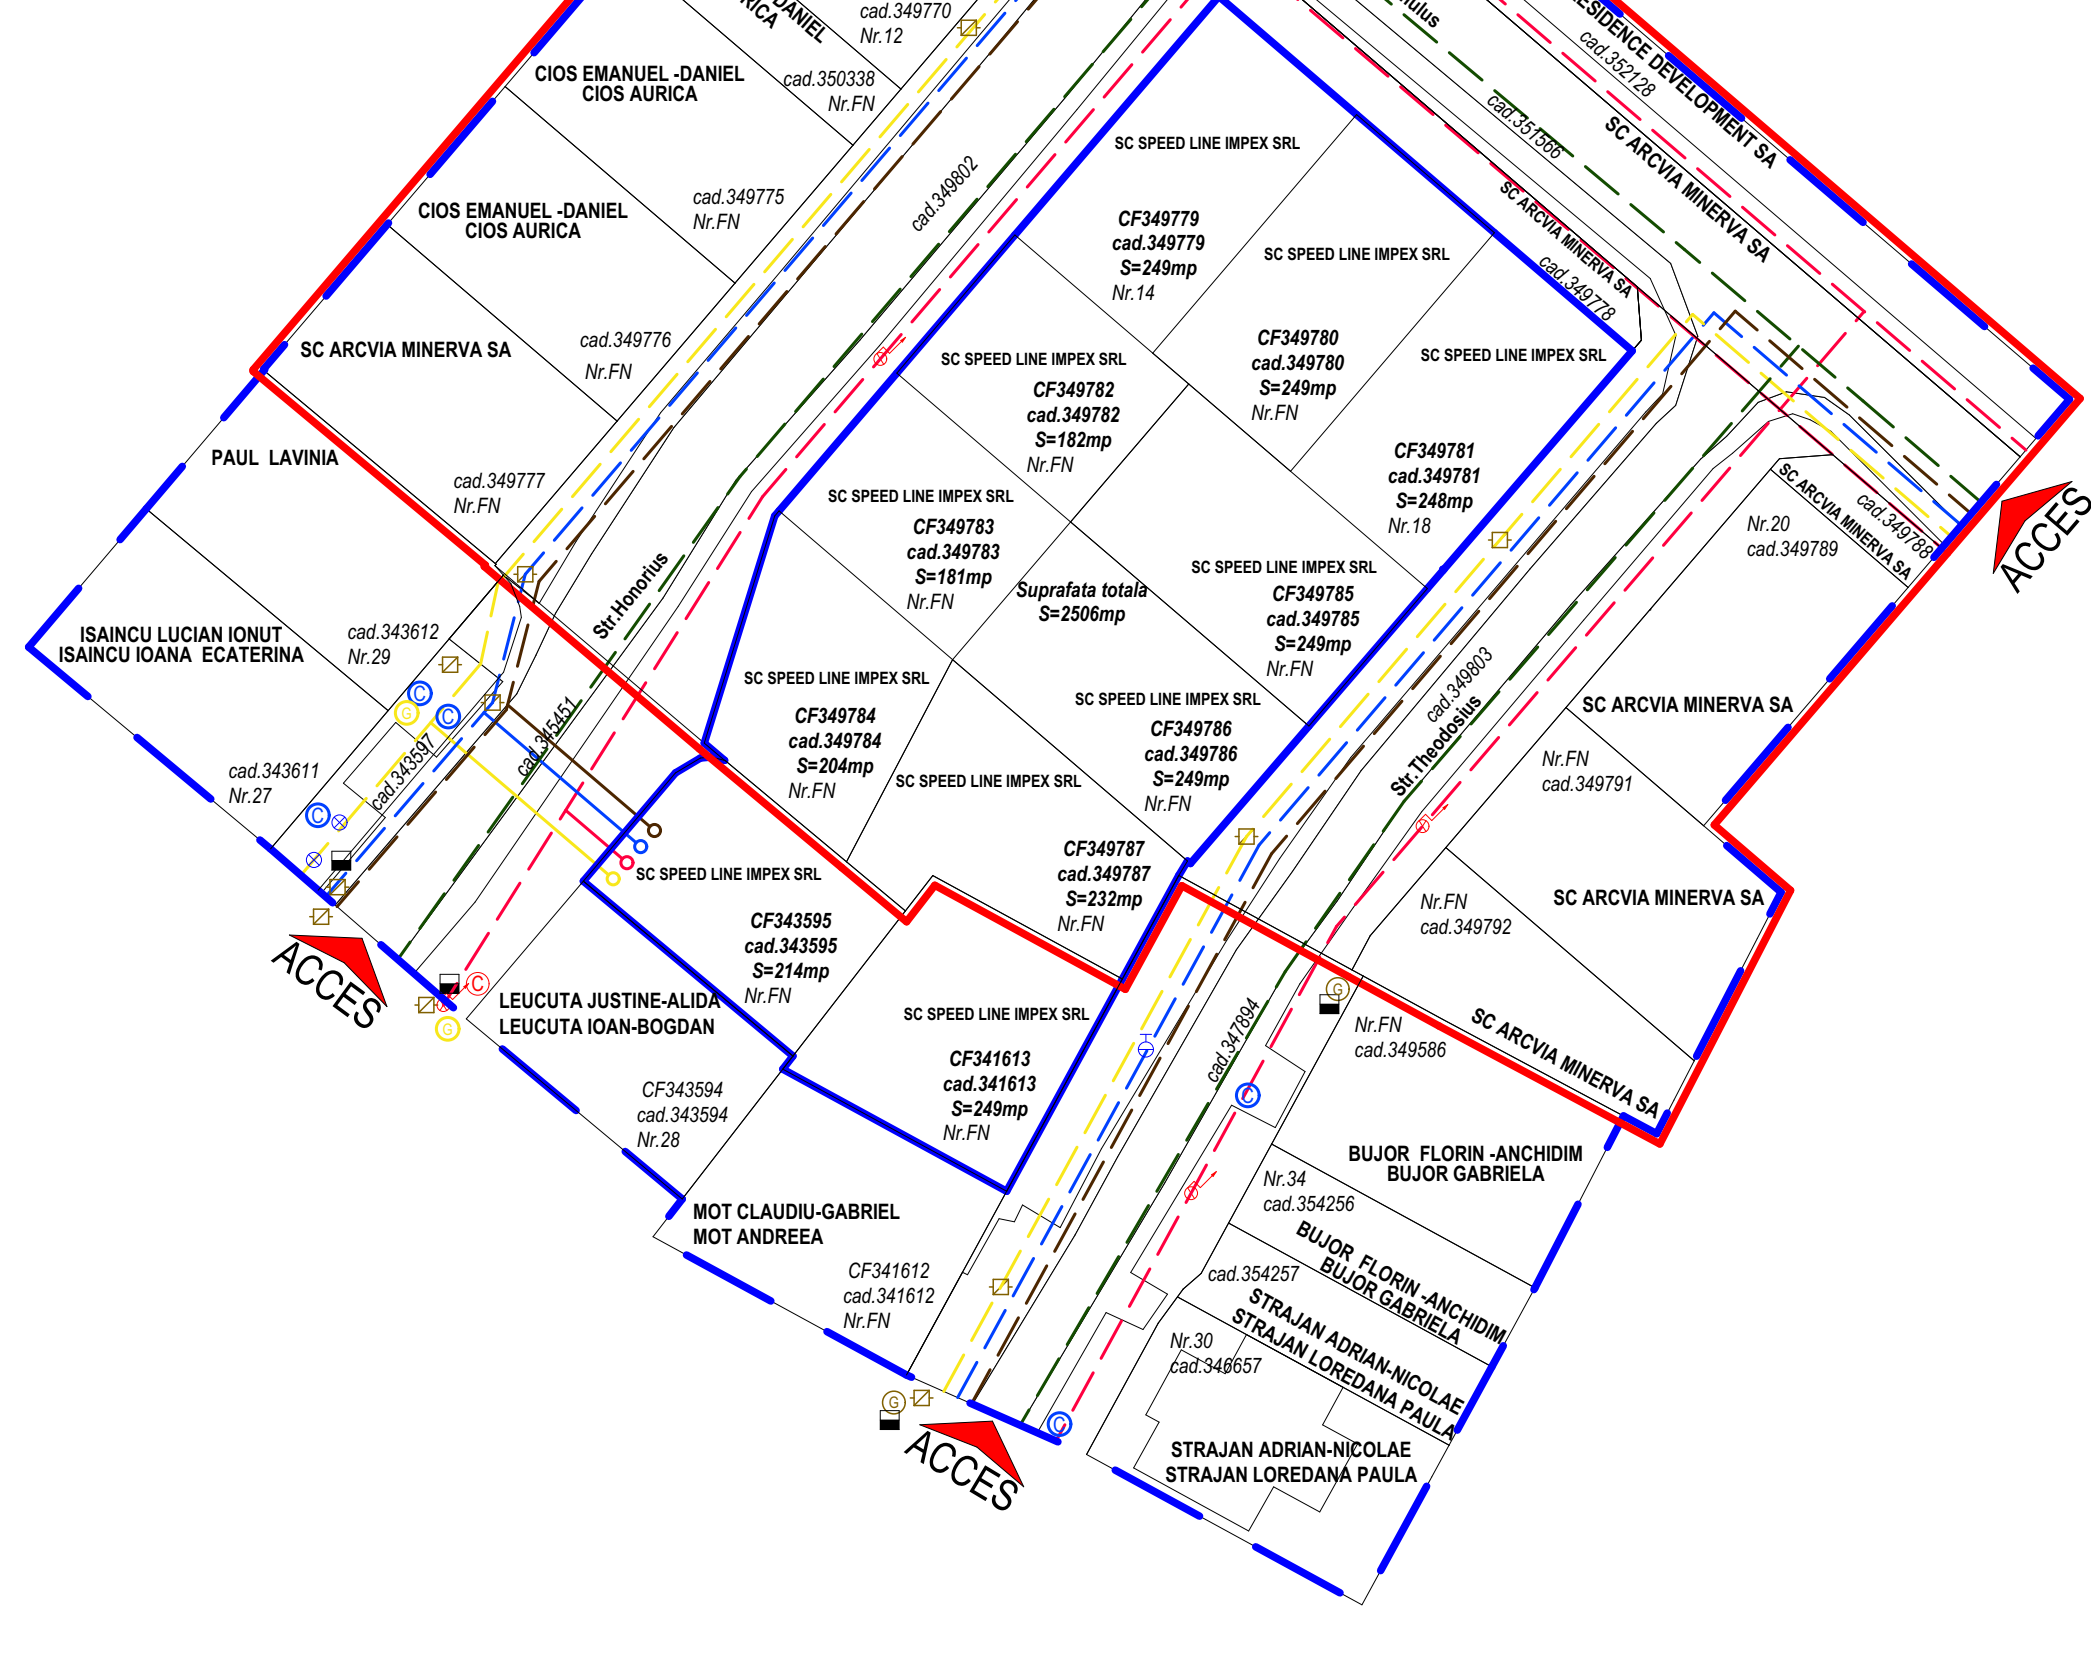 DANIEL
cad.349770
Nr.12
CIOS EMANUEL -DANIEL
CIOS AURICA
cad.350338
Nr.FN
CIOS EMANUEL -DANIEL
CIOS AURICA
cad.349775
Nr.FN
SC ARCVIA MINERVA SA
cad.349776
Nr.FN
PAUL LAVINIA
cad.349777
Nr.FN
ISAINCU LUCIAN IONUT
ISAINCU IOANA ECATERINA
cad.343612
Nr.29
cad.343611
Nr.27
cad.343597
cad.345451
Str.Honorius
cad.349802
C
G
C
C
C
G
ACCES
SC SPEED LINE IMPEX SRL
CF349779
cad.349779
S=249mp
Nr.14
SC SPEED LINE IMPEX SRL
CF349780
cad.349780
S=249mp
Nr.FN
SC SPEED LINE IMPEX SRL
CF349781
cad.349781
S=248mp
Nr.18
SC SPEED LINE IMPEX SRL
CF349782
cad.349782
S=182mp
Nr.FN
SC SPEED LINE IMPEX SRL
CF349783
cad.349783
S=181mp
Nr.FN
Suprafata totala
S=2506mp
SC SPEED LINE IMPEX SRL
CF349785
cad.349785
S=249mp
Nr.FN
SC SPEED LINE IMPEX SRL
CF349784
cad.349784
S=204mp
Nr.FN
SC SPEED LINE IMPEX SRL
CF349786
cad.349786
S=249mp
Nr.FN
SC SPEED LINE IMPEX SRL
CF349787
cad.349787
S=232mp
Nr.FN
SC SPEED LINE IMPEX SRL
CF343595
cad.343595
S=214mp
Nr.FN
SC SPEED LINE IMPEX SRL
CF341613
cad.341613
S=249mp
Nr.FN
LEUCUTA JUSTINE-ALIDA
LEUCUTA IOAN-BOGDAN
CF343594
cad.343594
Nr.28
MOT CLAUDIU-GABRIEL
MOT ANDREEA
CF341612
cad.341612
Nr.FN
G
ACCES
C
cad.352128
RESIDENCE DEVELOPMENT SA
cad.351566
SC ARCVIA MINERVA SA
SC ARCVIA MINERVA SA
cad.349778
ACCES
cad.349788
SC ARCVIA MINERVA SA
Nr.20
cad.349789
cad.349803
Str.Theodosius
SC ARCVIA MINERVA SA
Nr.FN
cad.349791
SC ARCVIA MINERVA SA
Nr.FN
cad.349792
SC ARCVIA MINERVA SA
G
Nr.FN
cad.349586
cad.347894
C
BUJOR FLORIN -ANCHIDIM
BUJOR GABRIELA
Nr.34
cad.354256
BUJOR FLORIN -ANCHIDIM
BUJOR GABRIELA
cad.354257
STRAJAN ADRIAN-NICOLAE
STRAJAN LOREDANA PAULA
Nr.30
cad.346657
STRAJAN ADRIAN-NICOLAE
STRAJAN LOREDANA PAULA